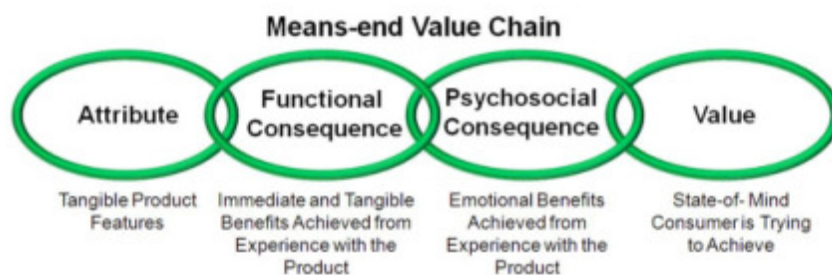 Means-end Value Chain
Attribute
Functional
Consequence
Psychosocial
Consequence
Value
Tangible Product
Features
Immediate and Tangible
Benefits Achieved from
Experience with the
Product
Emotional Benefits
Achieved from
Experience with the
Product
State-of- Mind
Consumer is Trying
to Achieve